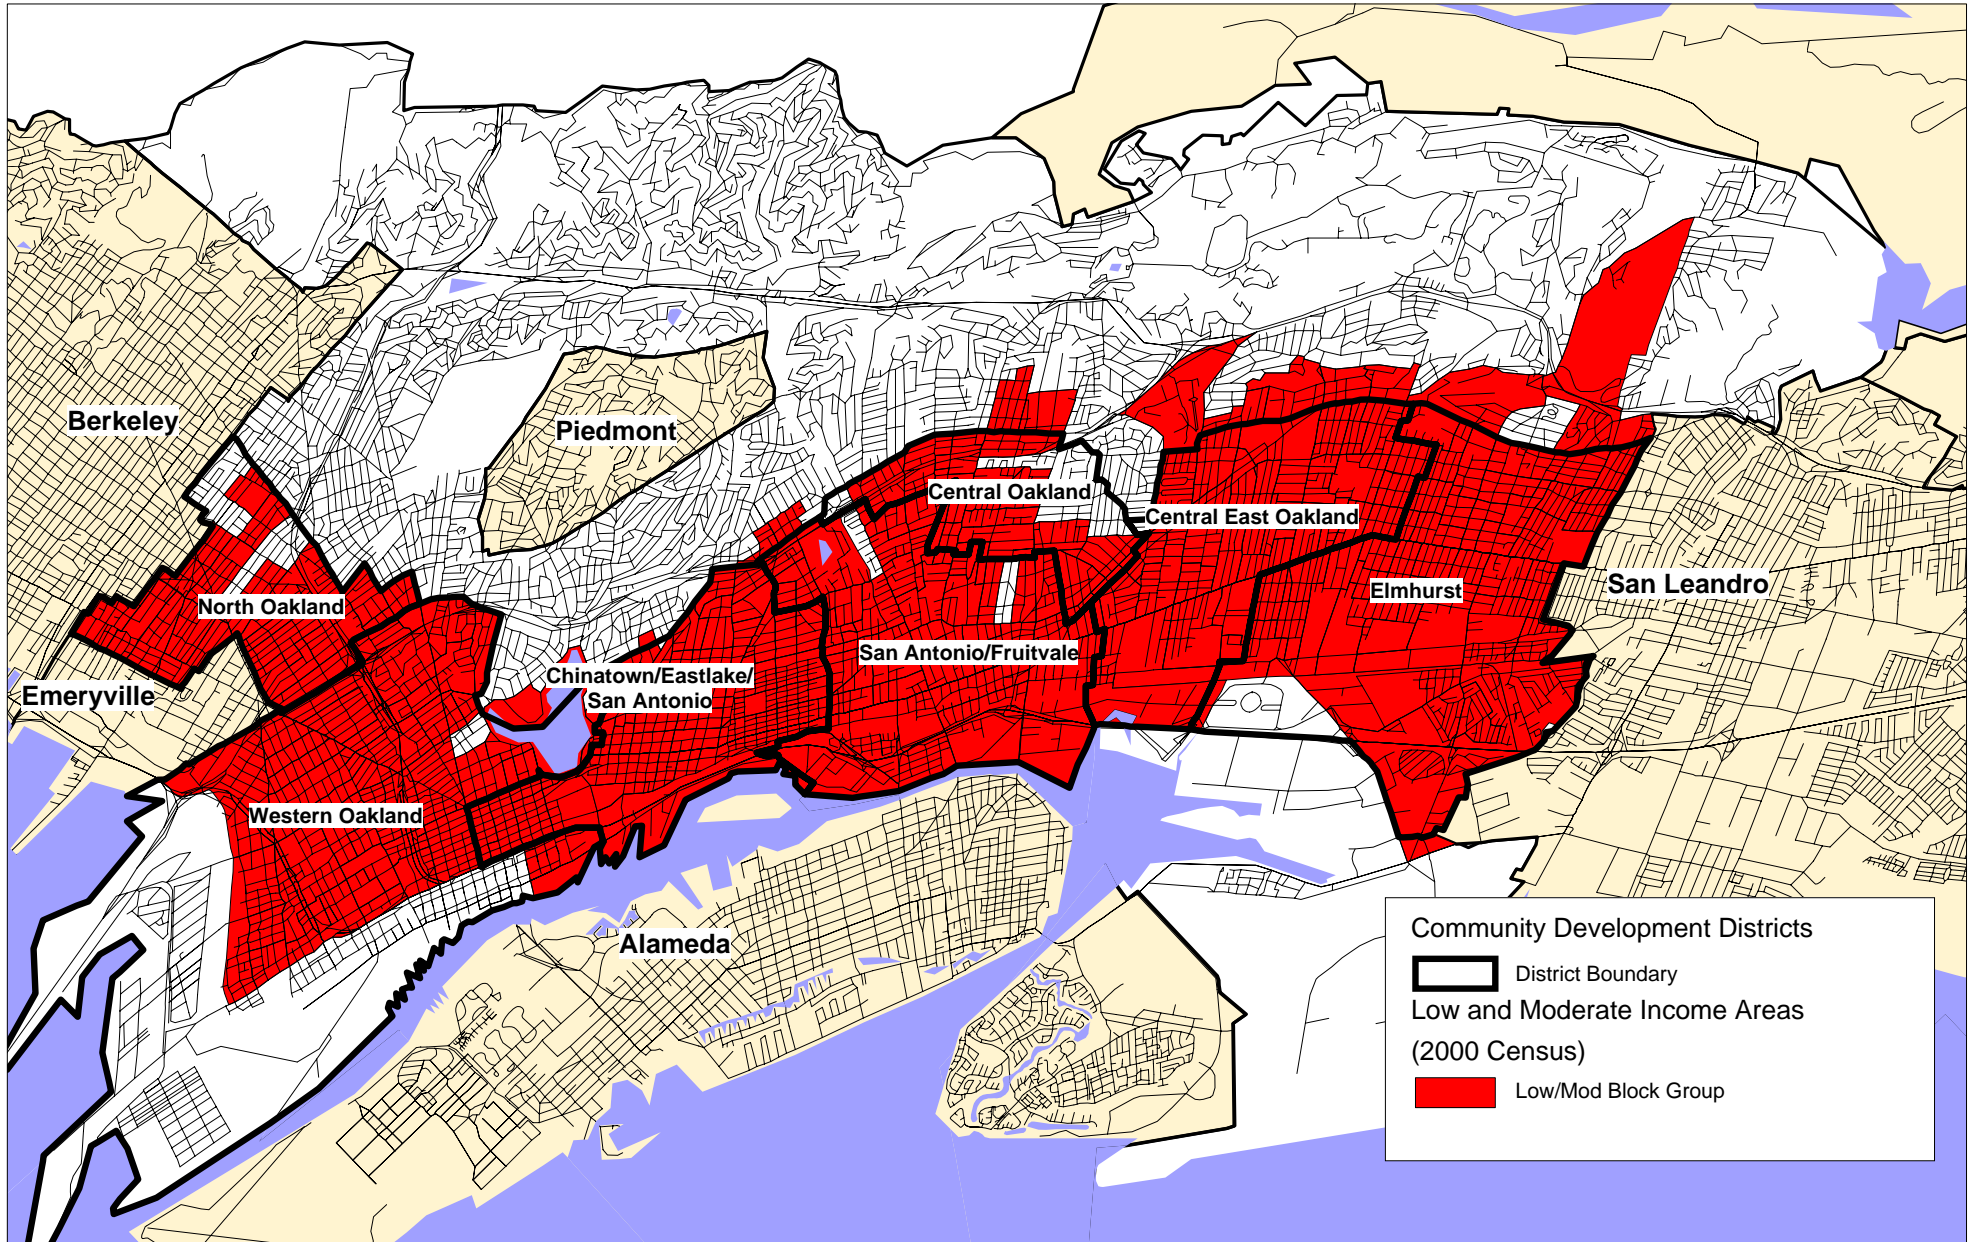 Berkeley
Piedmont
Central Oakland
Central East Oakland
North Oakland
Elmhurst
San Leandro
San Antonio/Fruitvale
Chinatown/Eastlake/
San Antonio
Emeryville
Western Oakland
Alameda
Community Development Districts
District Boundary
Low and Moderate Income Areas
(2000 Census)
Low/Mod Block Group